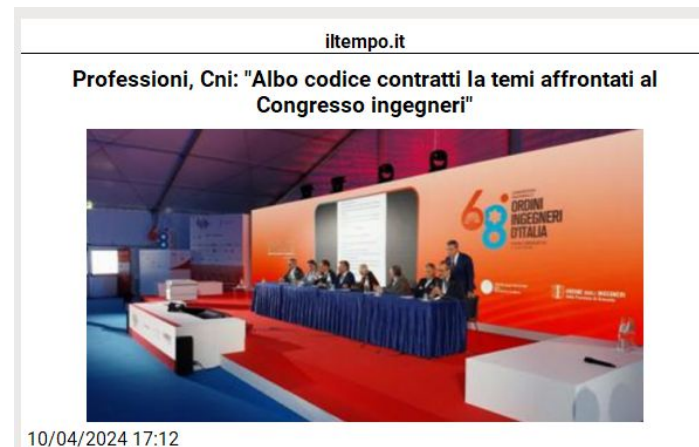 iltempo.it
Professioni, Cni: "Albo codice contratti Ia temi affrontati al
Congresso ingegneri"
68°
ORDINI
INGEGNERI
D'ITALIA
10/04/2024 17:12